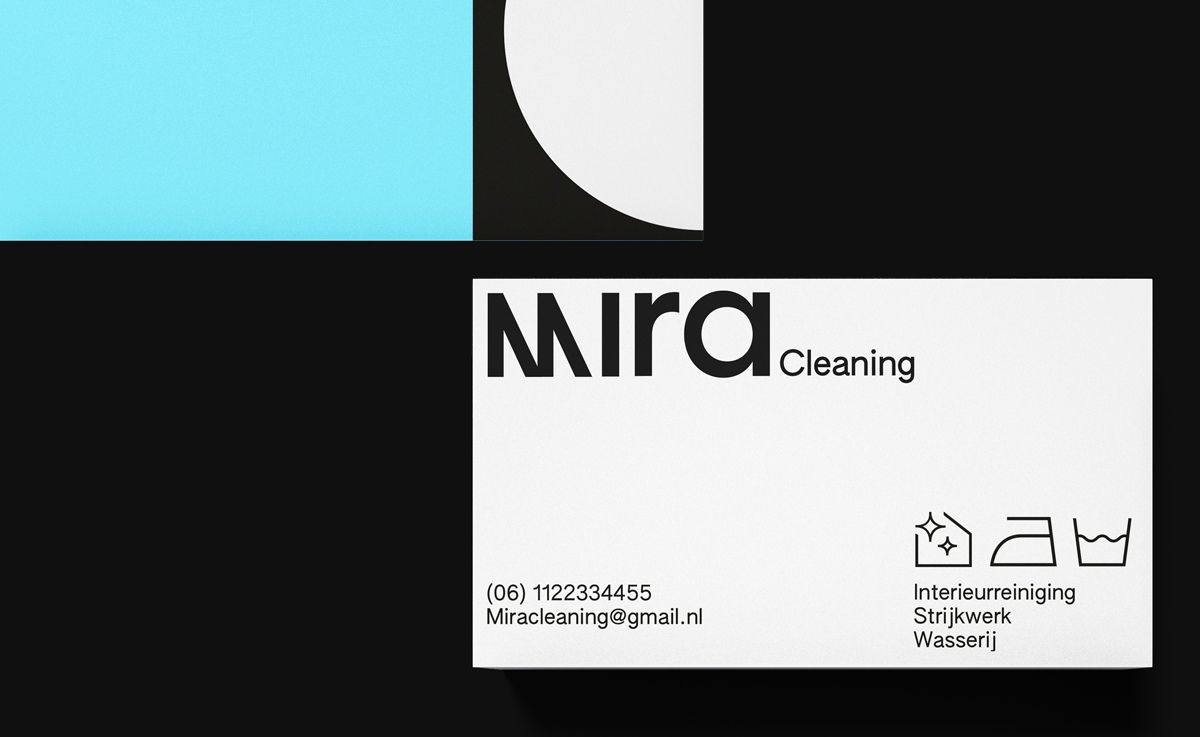 Mira Cleaning
(06) 1122334455
Miracleaning@gmail.nl
Interieurreiniging
Strijkwerk
Wasserij